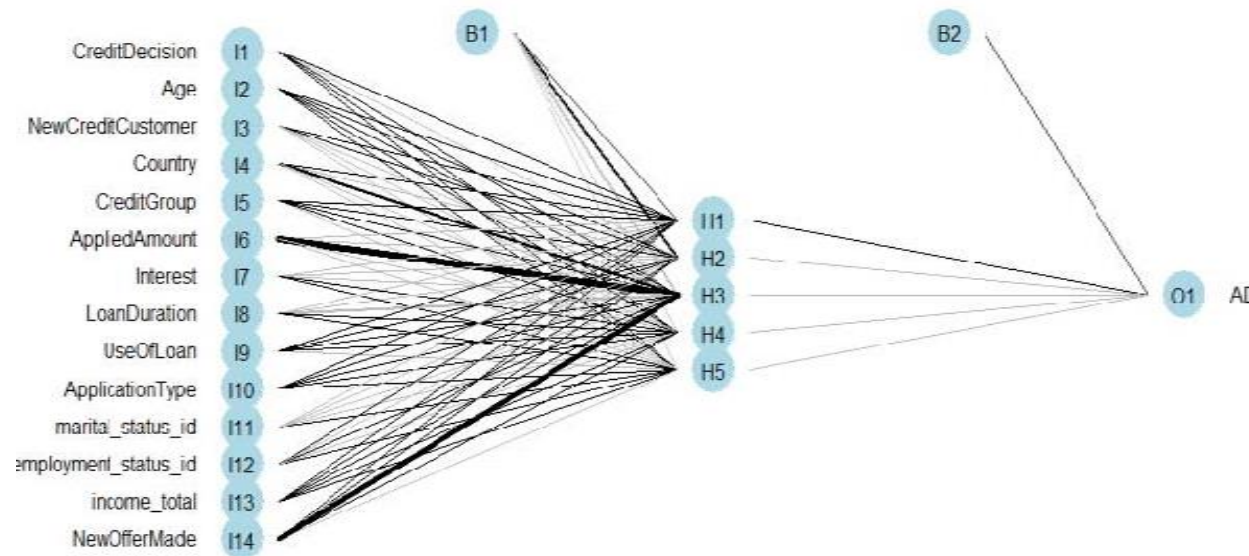 CreditDecision I1
Age I2
NewCreditCustomer I3
Country I4
CreditGroup I5
AppliedAmount I6
Interest I7
LoanDuration I8
UseOfLoan I9
ApplicationType I10
marital_status_id I11
employment_status_id I12
income_total I13
NewOfferMade I14
B1
H1
H2
H3
H4
H5
B2
O1 AD